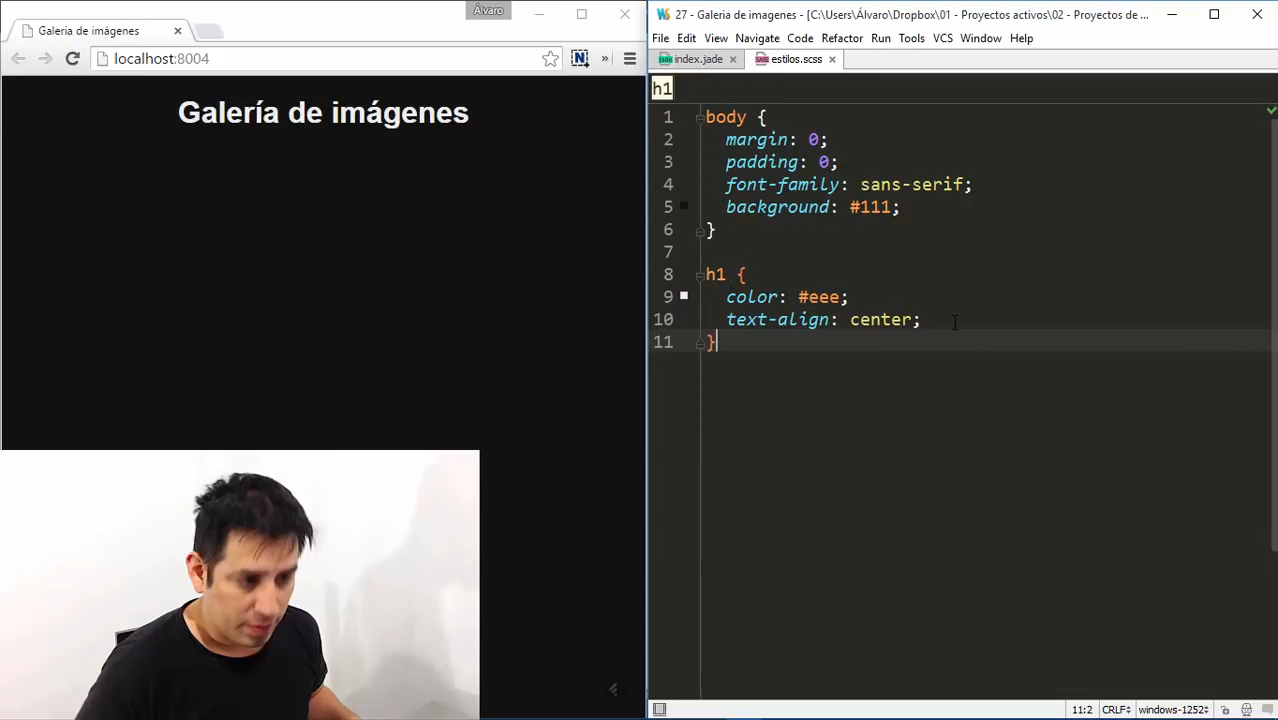 Álvaro
Galeria de imágenes
localhost:8004
N
»
Galería de imágenes
27 - Galeria de imagenes - [C:\Users\Álvaro\Dropbox\01 - Proyectos activos\02 - Proyectos de ...
File Edit View Navigate Code Refactor Run Tools VCS Window Help
index.jade
estilos.scss
h1
1 body {
2 margin: 0;
3 padding: 0;
4 font-family: sans-serif;
5 background: #111;
6 }
7
8 h1 {
9 color: #eee;
10 text-align: center;
11 }
11:2 CRLF: windows-1252